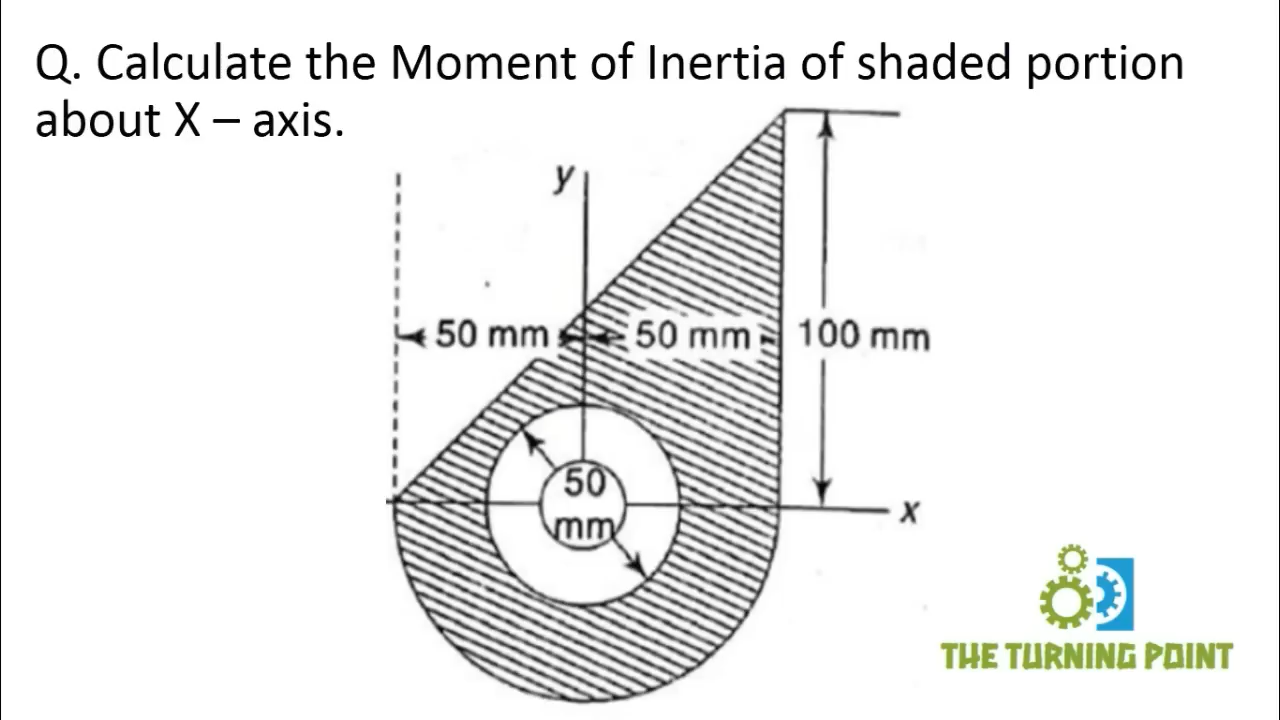 Q. Calculate the Moment of Inertia of shaded portion
about X – axis.
y
50 mm
50 mm
100 mm
50
mm
x
THE TURNING POINT